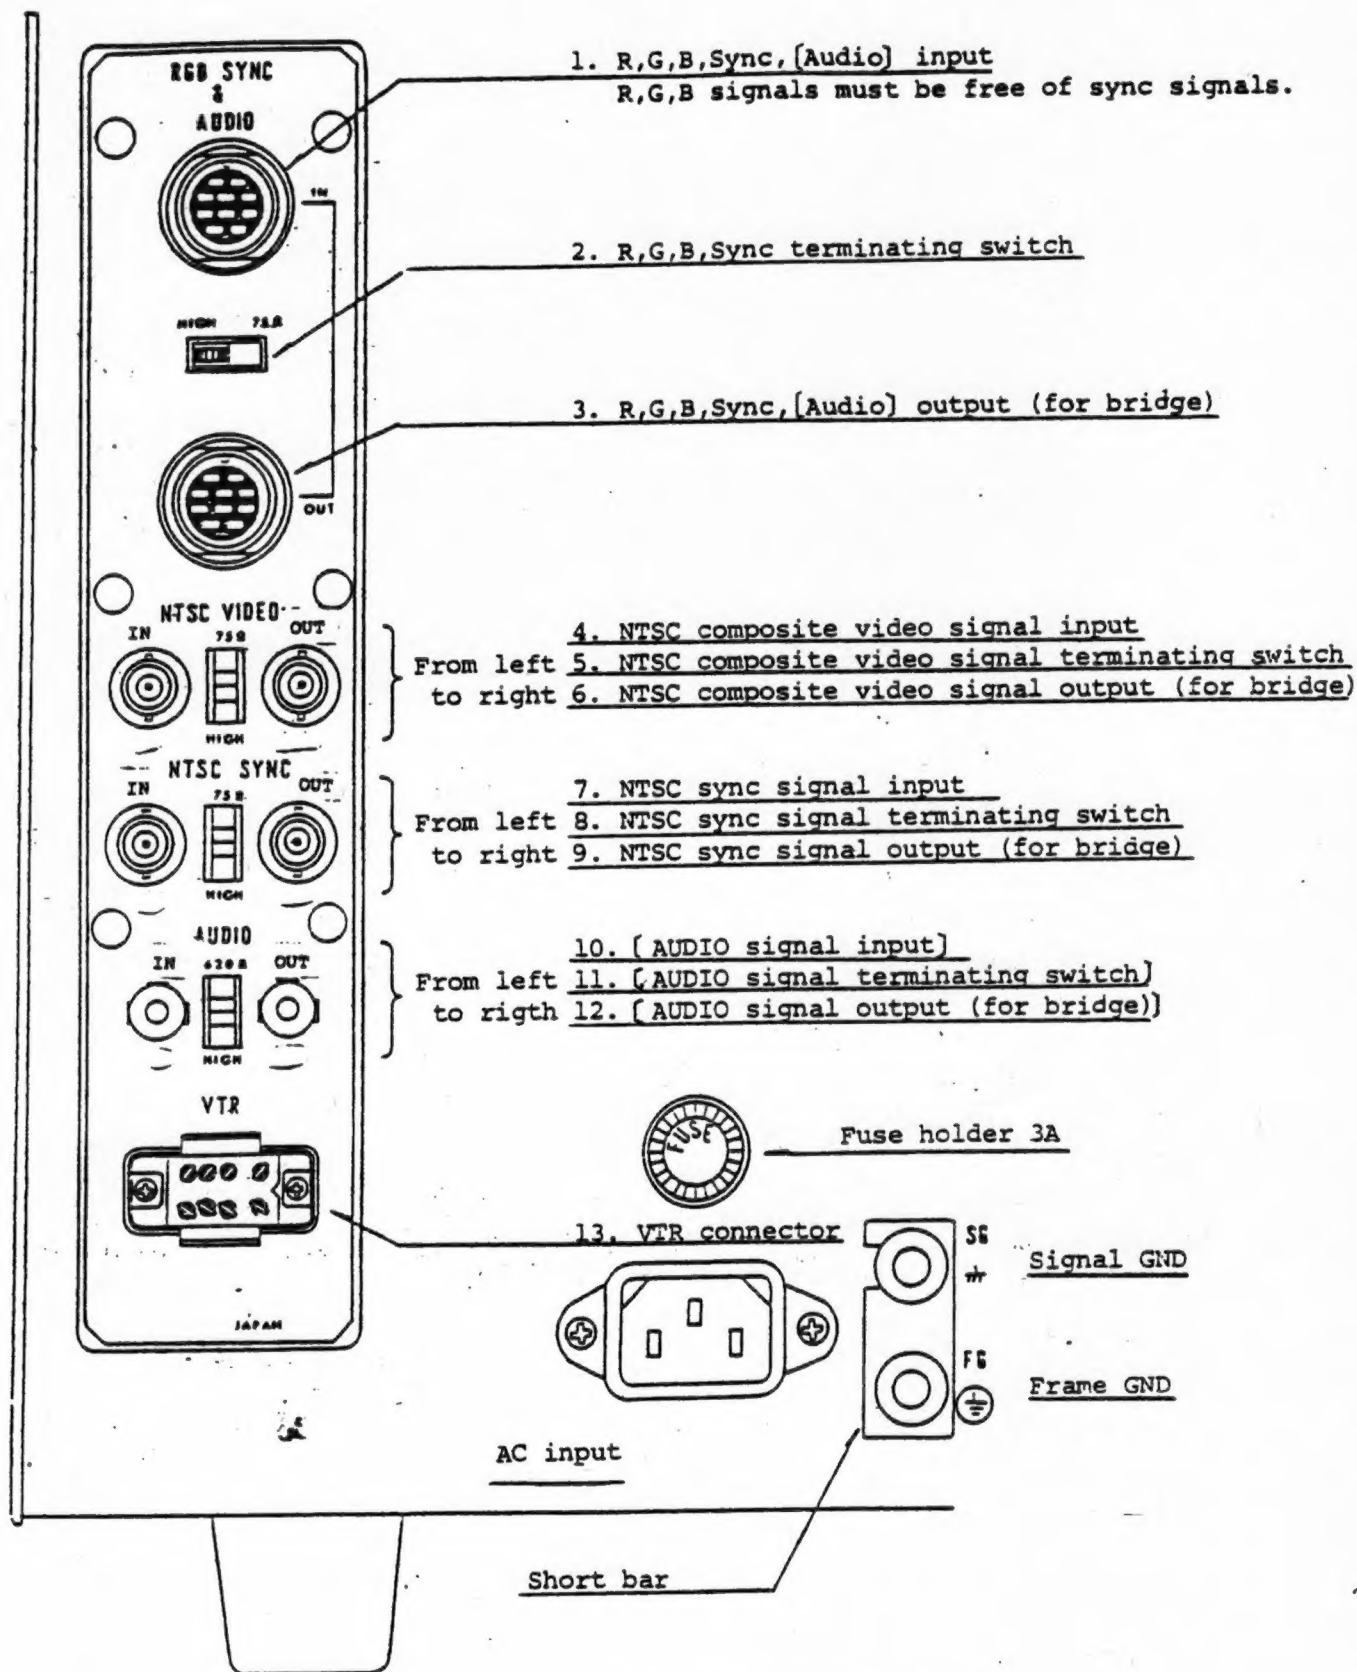 RGB SYNC
&
AUDIO
IN
HIGH 75Ω
OUT
NTSC VIDEO
IN 75Ω OUT
HIGH
NTSC SYNC
IN 75Ω OUT
HIGH
AUDIO
IN 620Ω OUT
HIGH
VTR
JAPAN
1. R,G,B,Sync,[Audio] input
R,G,B signals must be free of sync signals.
2. R,G,B,Sync terminating switch
3. R,G,B,Sync,[Audio] output (for bridge)
4. NTSC composite video signal input
From left 5. NTSC composite video signal terminating switch
to right 6. NTSC composite video signal output (for bridge)
7. NTSC sync signal input
From left 8. NTSC sync signal terminating switch
to right 9. NTSC sync signal output (for bridge)
10. [AUDIO signal input]
From left 11. [AUDIO signal terminating switch]
to rigth 12. [AUDIO signal output (for bridge)]
FUSE
Fuse holder 3A
13. VTR connector
SG
Signal GND
FG
Frame GND
AC input
Short bar